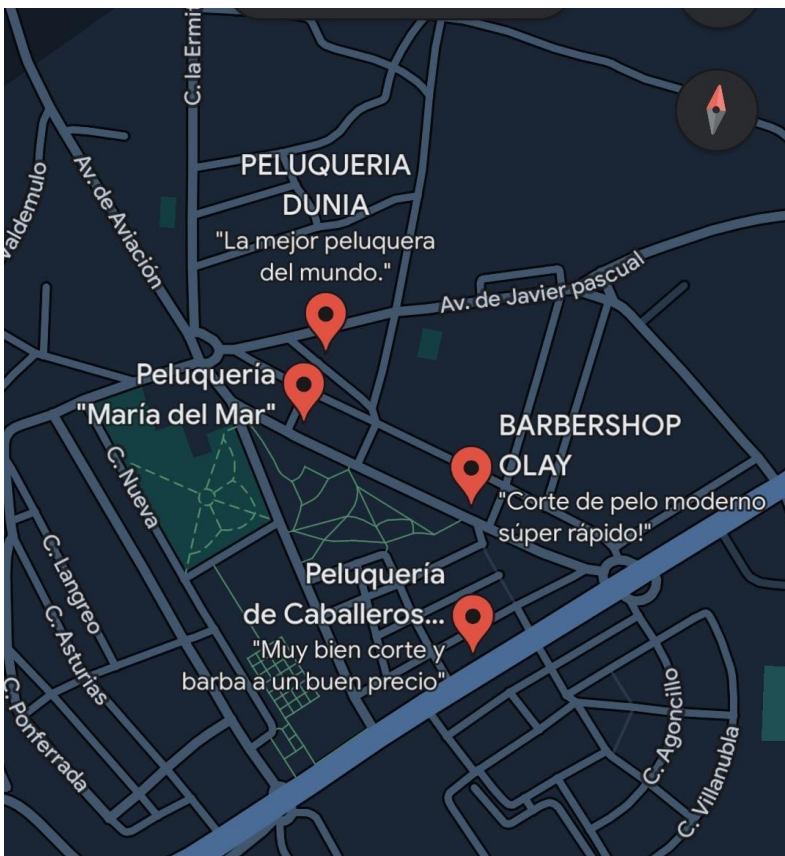 C. la Ermi
Valdemulo
Av. de Aviación
PELUQUERIA
DUNIA
"La mejor peluquera
del mundo."
Av. de Javier pascual
Peluquería
"María del Mar"
BARBERSHOP
OLAY
"Corte de pelo moderno
súper rápido!"
C. Nueva
C. Langreo
C. Asturias
C. Ponferrada
Peluquería
de Caballeros...
"Muy bien corte y
barba a un buen precio"
C. Agoncillo
C. Villanubla